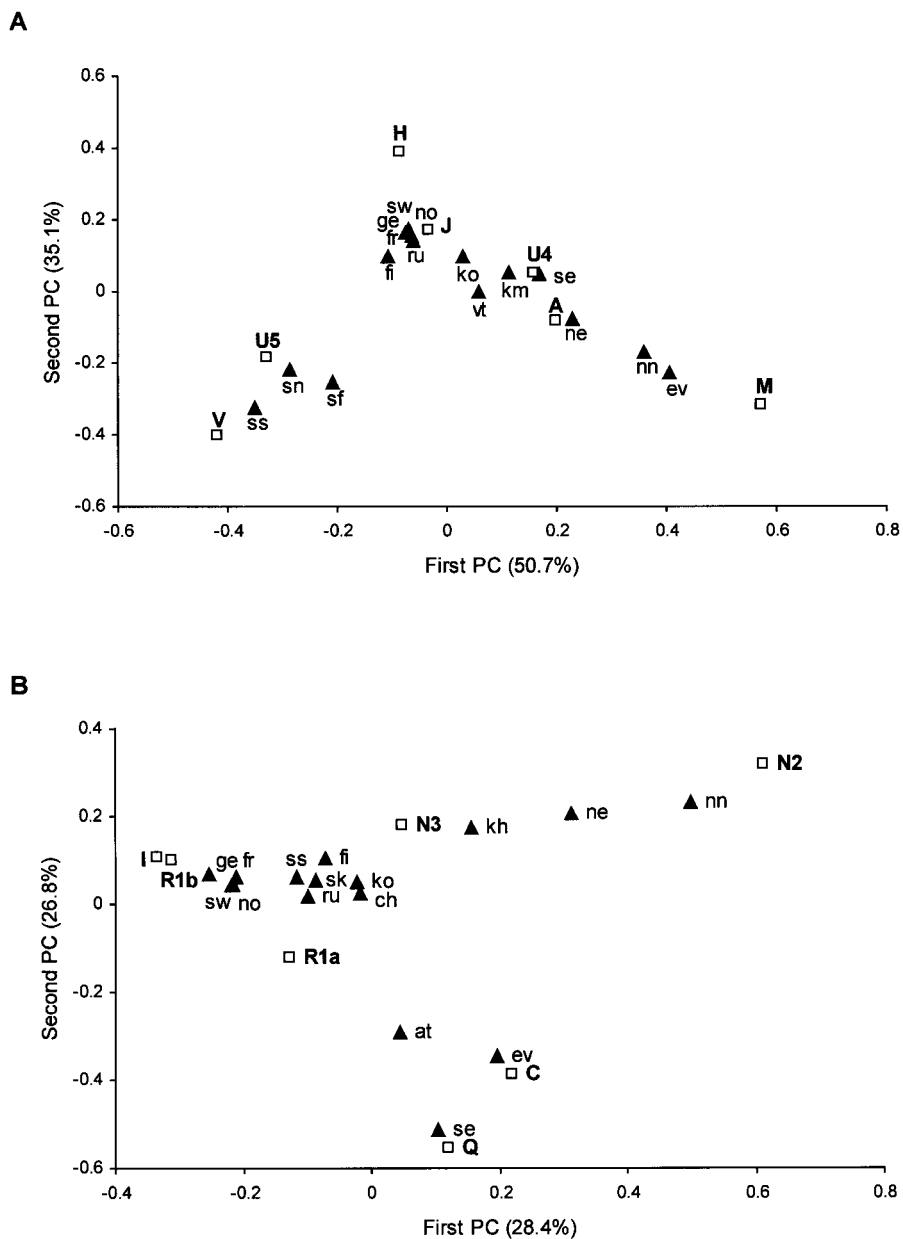 A
0.6
0.4
0.2
0
-0.2
-0.4
-0.6
Second PC (35.1%)
H
sw
no
ge
J
fr
ru
fi
ko
U4
se
km
vt
A
ne
U5
sn
sf
nn
ev
M
V
ss
-0.6 -0.4 -0.2 0 0.2 0.4 0.6 0.8
First PC (50.7%)
B
0.4
0.2
0
-0.2
-0.4
-0.6
Second PC (26.8%)
N2
nn
ne
N3
kh
I
R1b
ge fr
sw no
ss
fi
sk
ko
ru
ch
R1a
at
ev
C
se
Q
-0.6
-0.4 -0.2 0 0.2 0.4 0.6 0.8
First PC (28.4%)